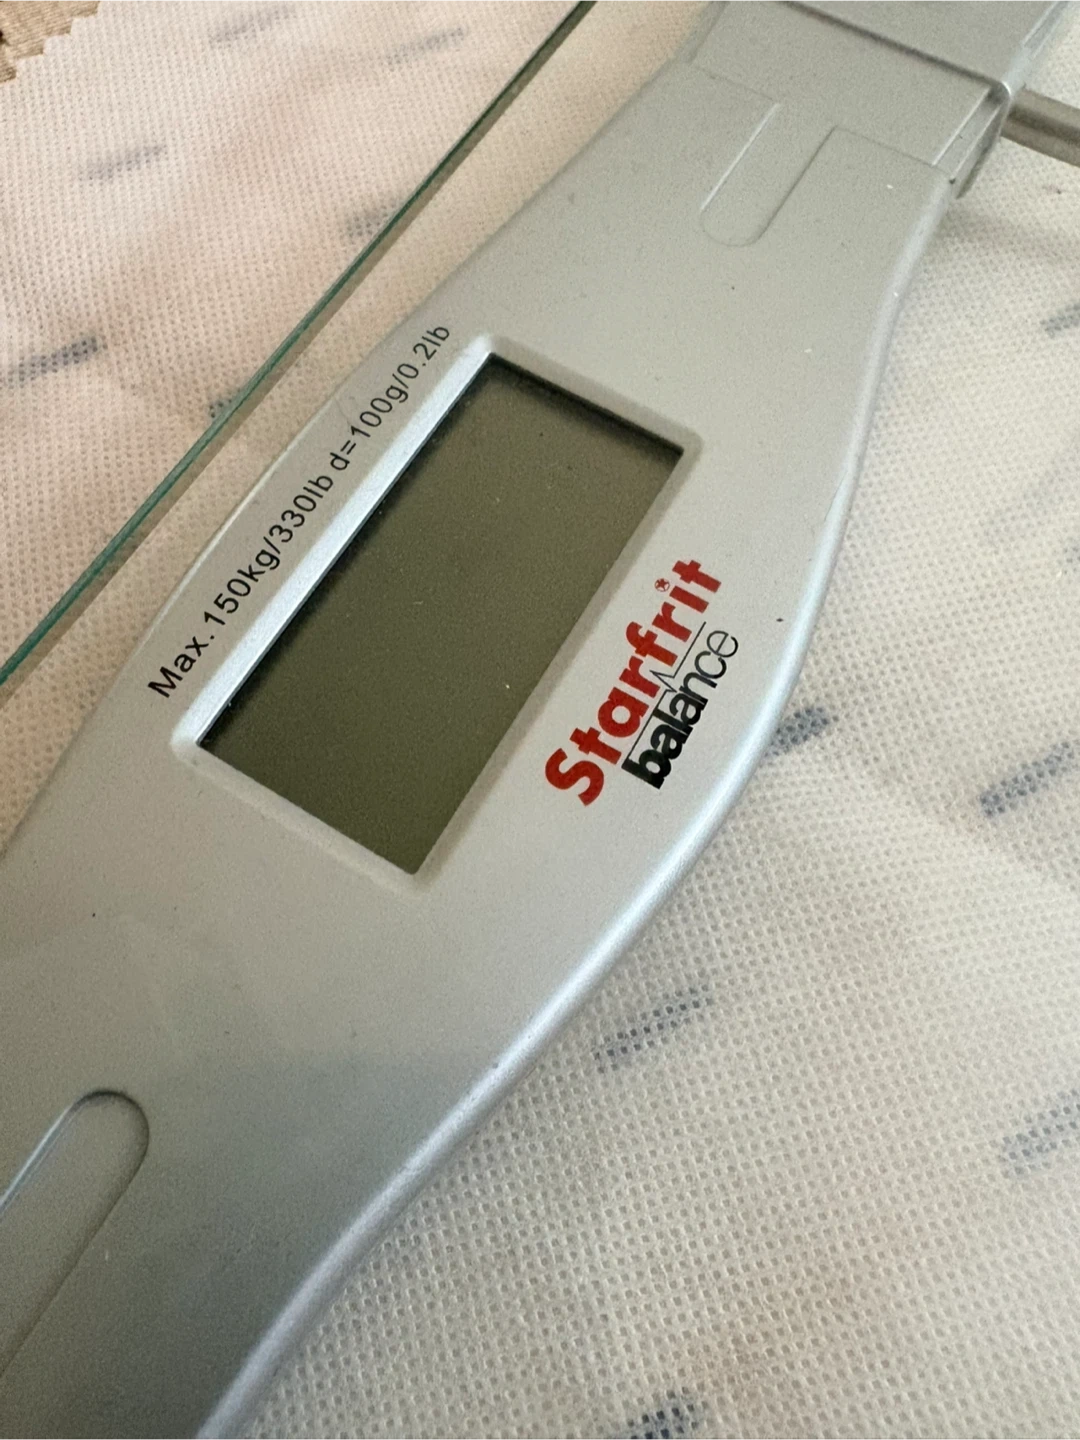 Max. 150kg/330lb d=100g/0.2lb
Starfrit
balance